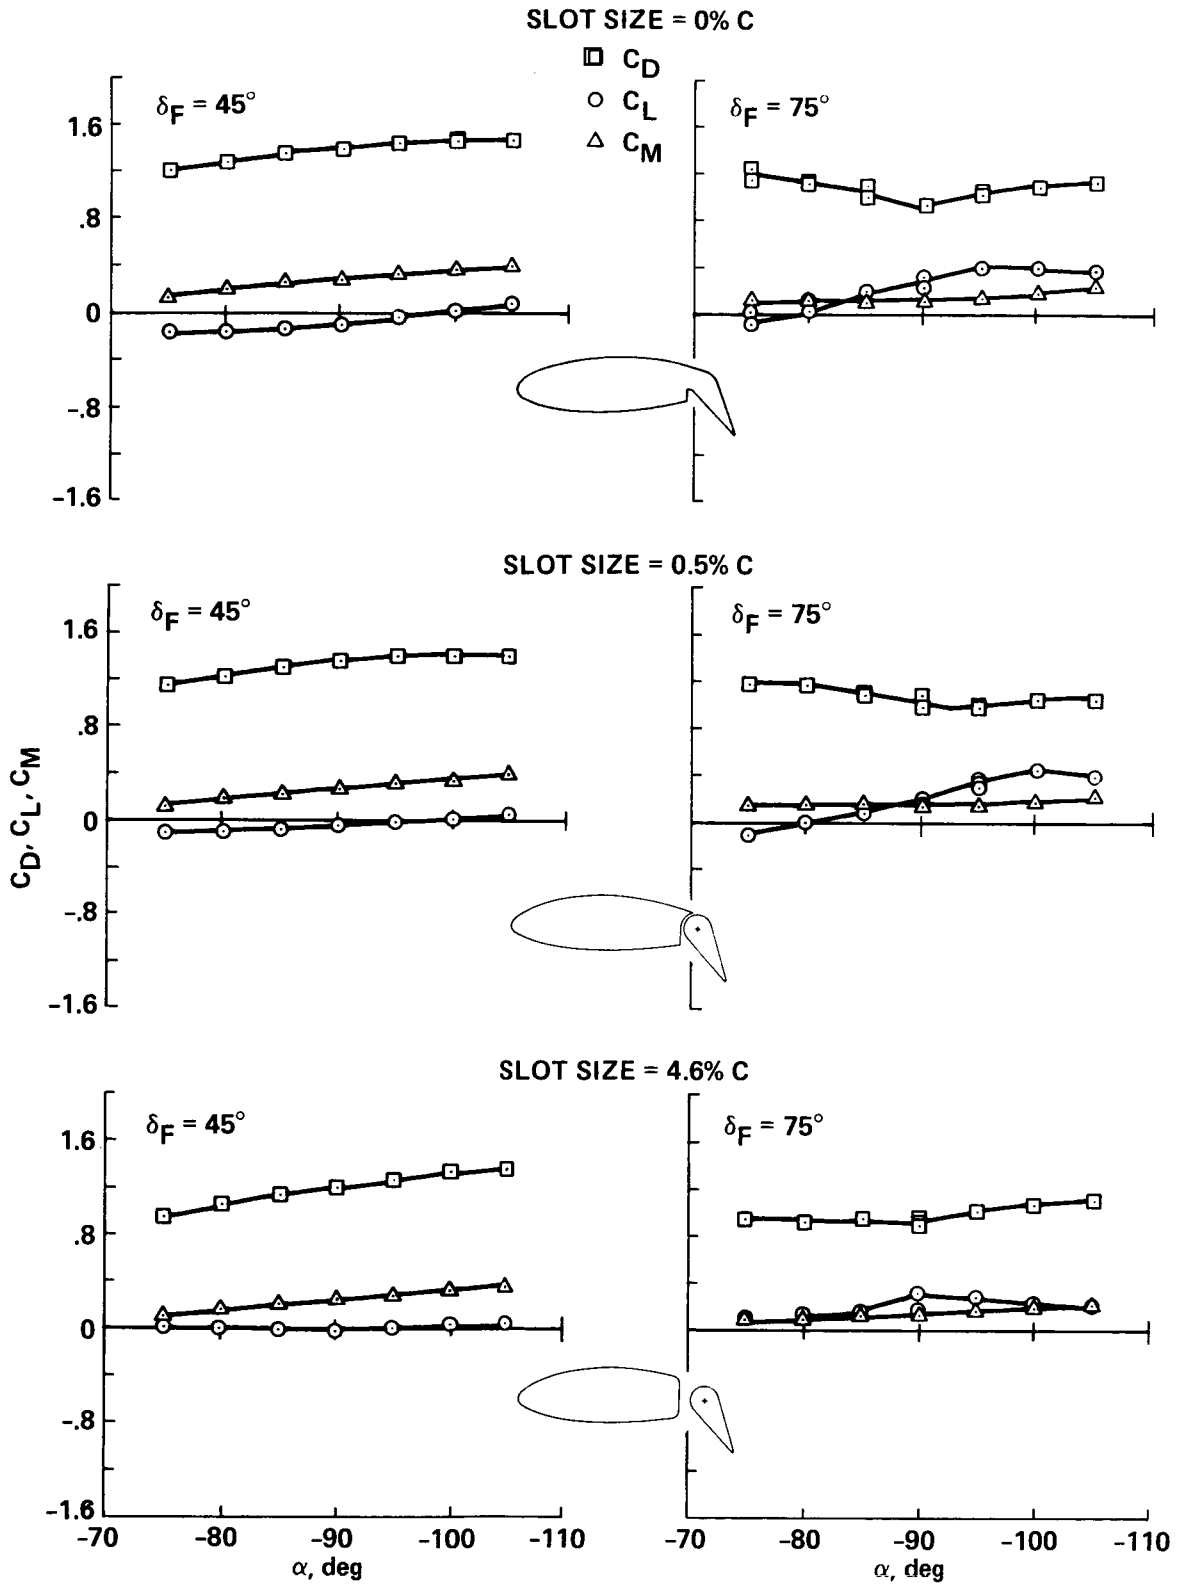 SLOT SIZE = 0% C
C_D
C_L
C_M
δ_F = 45°
δ_F = 75°
1.6
.8
0
–.8
–1.6
SLOT SIZE = 0.5% C
δ_F = 45°
δ_F = 75°
1.6
.8
0
–.8
–1.6
C_D, C_L, C_M
SLOT SIZE = 4.6% C
δ_F = 45°
δ_F = 75°
1.6
.8
0
–.8
–1.6
–70 –80 –90 –100 –110 –70 –80 –90 –100 –110
α, deg α, deg